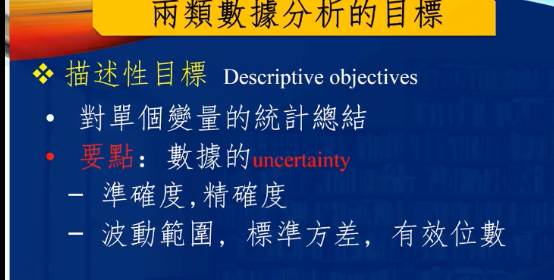 兩類數據分析的目標
❖ 描述性目標 Descriptive objectives
• 對單個變量的統計總結
• 要點：數據的uncertainty
– 準確度,精確度
– 波動範圍，標準方差，有效位數